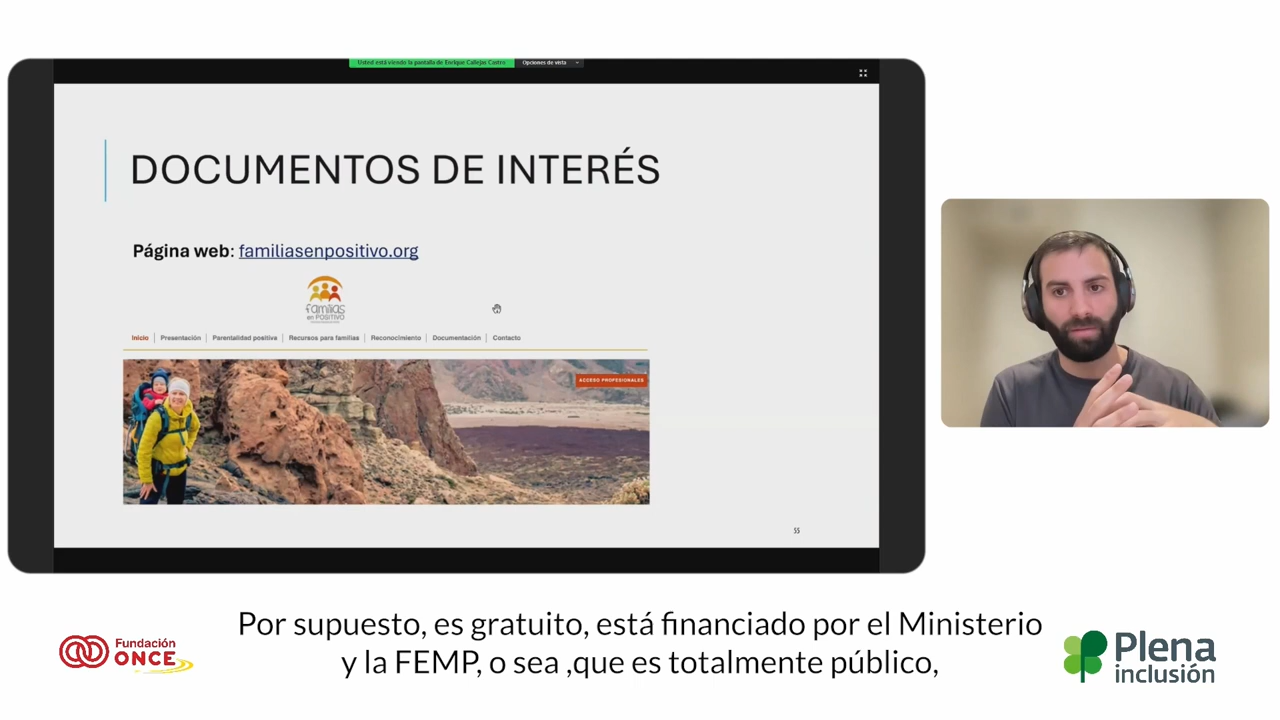 Usted está viendo la pantalla de Enrique Callejas Castro Opciones de vista
DOCUMENTOS DE INTERÉS
Página web: familiasenpositivo.org
familias
en POSITIVO
Inicio | Presentación | Parentalidad positiva | Recursos para familias | Reconocimiento | Documentación | Contacto
ACCESO PROFESIONALES
55
Por supuesto, es gratuito, está financiado por el Ministerio
y la FEMP, o sea ,que es totalmente público,
Fundación
ONCE
Plena
inclusión